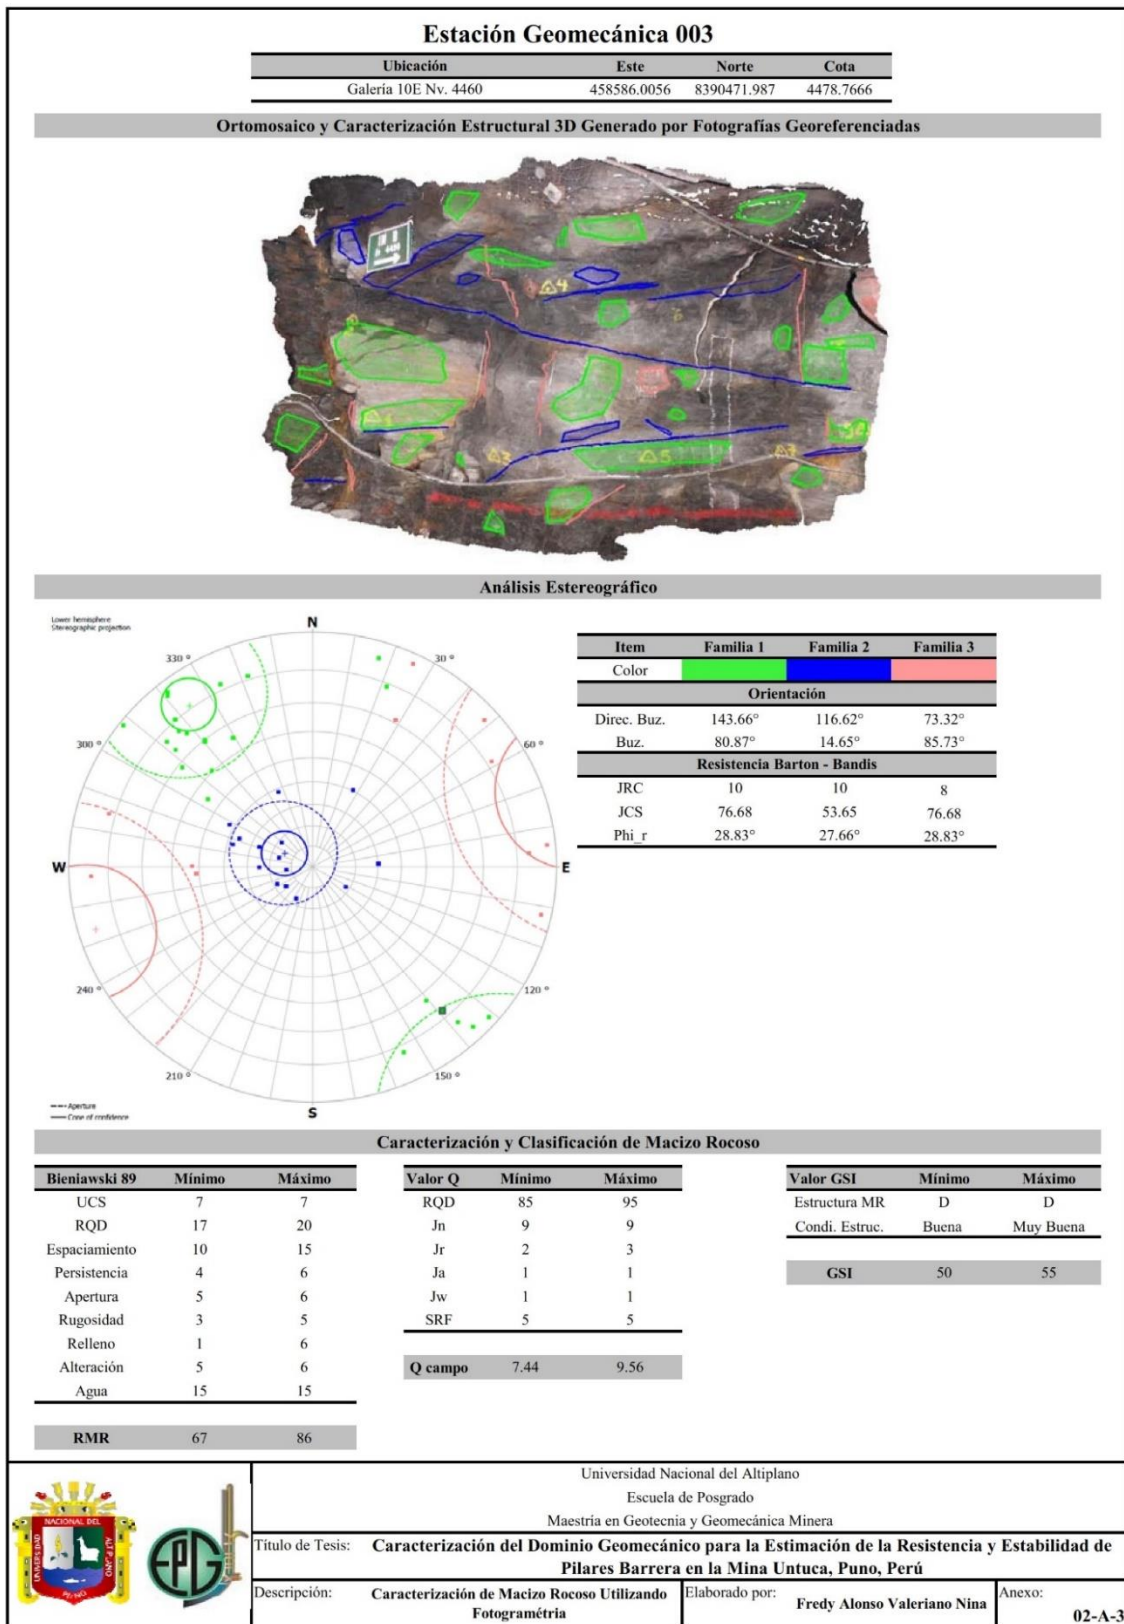 Estación Geomecánica 003
Ubicación Este Norte Cota
Galería 10E Nv. 4460 458586.0056 8390471.987 4478.7666
Ortomosaico y Caracterización Estructural 3D Generado por Fotografías Georeferenciadas
4
5
Análisis Estereográfico
Lower hemisphere
Stereographic projection
N
330 °
30 °
300 °
60 °
W
E
240 °
120 °
210 °
150 °
S
Aperture
Cone of confidence
Item Familia 1 Familia 2 Familia 3
Color
Orientación
Direc. Buz. 143.66° 116.62° 73.32°
Buz. 80.87° 14.65° 85.73°
Resistencia Barton - Bandis
JRC 10 10 8
JCS 76.68 53.65 76.68
Phi_r 28.83° 27.66° 28.83°
Caracterización y Clasificación de Macizo Rocoso
Bieniawski 89 Mínimo Máximo
UCS 7 7
RQD 17 20
Espaciamiento 10 15
Persistencia 4 6
Apertura 5 6
Rugosidad 3 5
Relleno 1 6
Alteración 5 6
Agua 15 15
RMR 67 86
Valor Q Mínimo Máximo
RQD 85 95
Jn 9 9
Jr 2 3
Ja 1 1
Jw 1 1
SRF 5 5
Q campo 7.44 9.56
Valor GSI Mínimo Máximo
Estructura MR D D
Condi. Estruc. Buena Muy Buena
GSI 50 55
UNIVERSIDAD NACIONAL DEL ALTIPLANO
PUNO
EPG
Universidad Nacional del Altiplano
Escuela de Posgrado
Maestría en Geotecnia y Geomecánica Minera
Título de Tesis: Caracterización del Dominio Geomecánico para la Estimación de la Resistencia y Estabilidad de
Pilares Barrera en la Mina Untuca, Puno, Perú
Descripción: Caracterización de Macizo Rocoso Utilizando
Fotogramétria
Elaborado por: Fredy Alonso Valeriano Nina
Anexo:
02-A-3